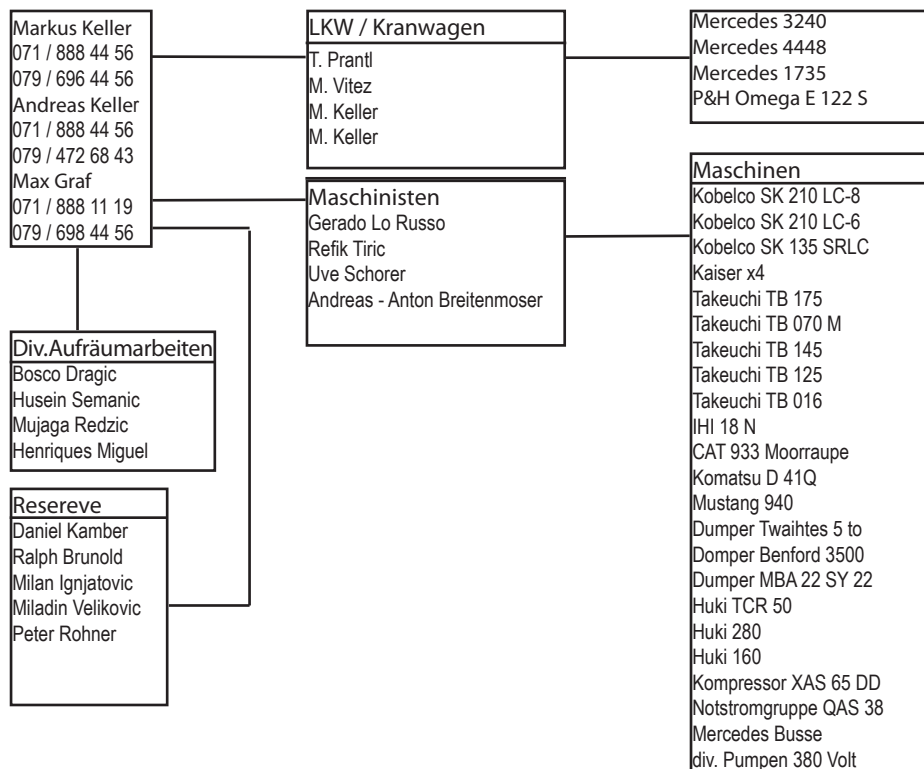 Markus Keller
071 / 888 44 56
079 / 696 44 56
Andreas Keller
071 / 888 44 56
079 / 472 68 43
Max Graf
071 / 888 11 19
079 / 698 44 56
Div.Aufräumarbeiten
Bosco Dragic
Husein Semanic
Mujaga Redzic
Henriques Miguel
Resereve
Daniel Kamber
Ralph Brunold
Milan Ignjatovic
Miladin Velikovic
Peter Rohner
LKW / Kranwagen
T. Prantl
M. Vitez
M. Keller
M. Keller
Maschinisten
Gerado Lo Russo
Refik Tiric
Uve Schorer
Andreas - Anton Breitenmoser
Mercedes 3240
Mercedes 4448
Mercedes 1735
P&H Omega E 122 S
Maschinen
Kobelco SK 210 LC-8
Kobelco SK 210 LC-6
Kobelco SK 135 SRLC
Kaiser x4
Takeuchi TB 175
Takeuchi TB 070 M
Takeuchi TB 145
Takeuchi TB 125
Takeuchi TB 016
IHI 18 N
CAT 933 Moorraupe
Komatsu D 41Q
Mustang 940
Dumper Twaihtes 5 to
Domper Benford 3500
Dumper MBA 22 SY 22
Huki TCR 50
Huki 280
Huki 160
Kompressor XAS 65 DD
Notstromgruppe QAS 38
Mercedes Busse
div. Pumpen 380 Volt